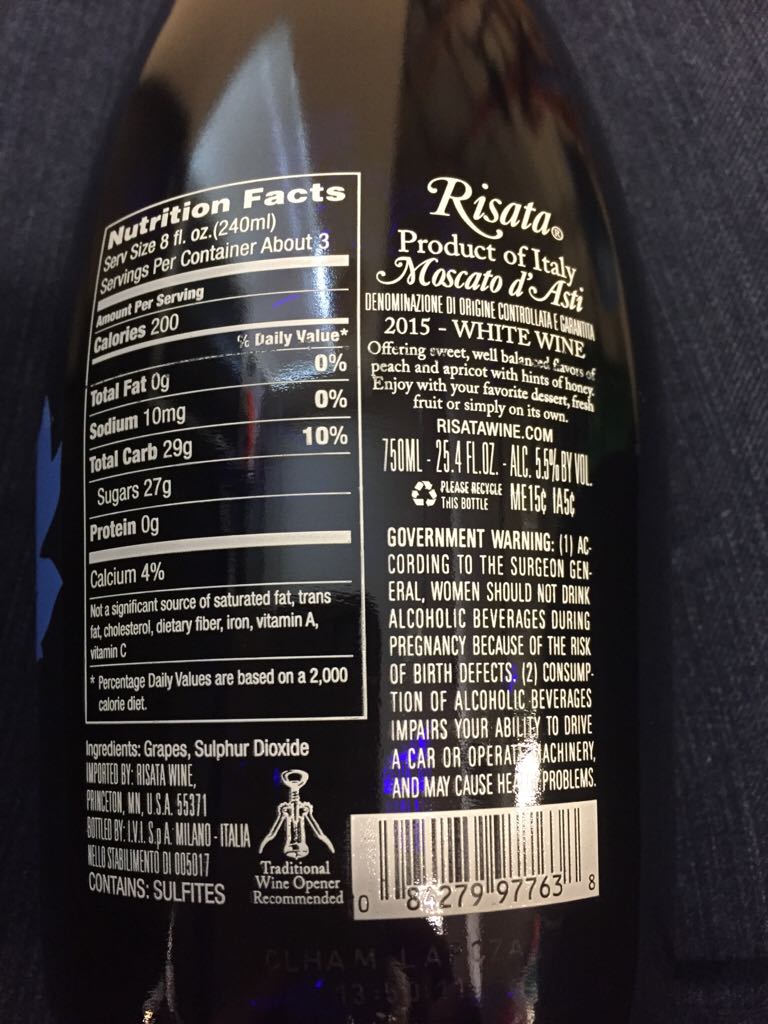 Nutrition Facts
Serv Size 8 fl. oz.(240ml)
Servings Per Container About 3
Amount Per Serving
Calories 200
% Daily Value*
Total Fat 0g 0%
Sodium 10mg 0%
Total Carb 29g 10%
Sugars 27g
Protein 0g
Calcium 4%
Not a significant source of saturated fat, trans
fat, cholesterol, dietary fiber, iron, vitamin A,
vitamin C
* Percentage Daily Values are based on a 2,000
calorie diet.
Ingredients: Grapes, Sulphur Dioxide
IMPORTED BY: RISATA WINE,
PRINCETON, MN, U.S.A. 55371
BOTTLED BY: I.V.I. S.p.A. MILANO - ITALIA
NELLO STABILIMENTO DI 005017
CONTAINS: SULFITES
Traditional
Wine Opener
Recommended
Risata®
Product of Italy
Moscato d'Asti
DENOMINAZIONE DI ORIGINE CONTROLLATA E GARANTITA
2015 - WHITE WINE
Offering sweet, well balanced flavors of
peach and apricot with hints of honey.
Enjoy with your favorite dessert, fresh
fruit or simply on its own.
RISATAWINE.COM
750ML - 25.4 FL.OZ. - ALC. 5.5% BY VOL.
PLEASE RECYCLE
THIS BOTTLE
ME15¢ IA5¢
GOVERNMENT WARNING: (1) AC-
CORDING TO THE SURGEON GEN-
ERAL, WOMEN SHOULD NOT DRINK
ALCOHOLIC BEVERAGES DURING
PREGNANCY BECAUSE OF THE RISK
OF BIRTH DEFECTS. (2) CONSUMP-
TION OF ALCOHOLIC BEVERAGES
IMPAIRS YOUR ABILITY TO DRIVE
A CAR OR OPERATE MACHINERY,
AND MAY CAUSE HEALTH PROBLEMS.
0 84279 97763 8